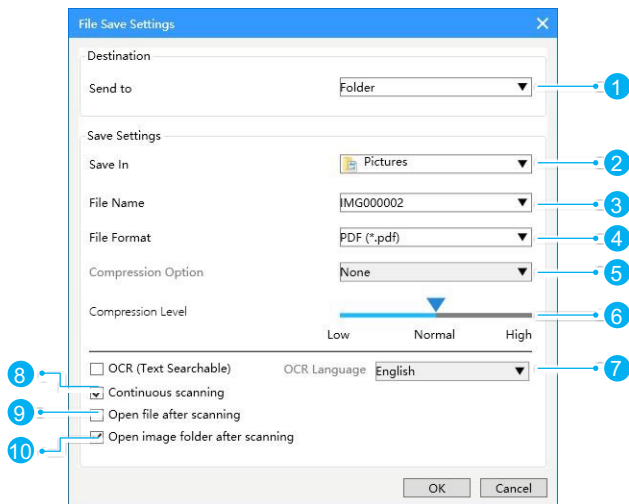 File Save Settings
Destination
Send to Folder 1
Save Settings
Save In Pictures 2
File Name IMG000002 3
File Format PDF (*.pdf) 4
Compression Option None 5
Compression Level 6
Low Normal High
OCR (Text Searchable) OCR Language English 7
8 Continuous scanning
9 Open file after scanning
10 Open image folder after scanning
OK Cancel